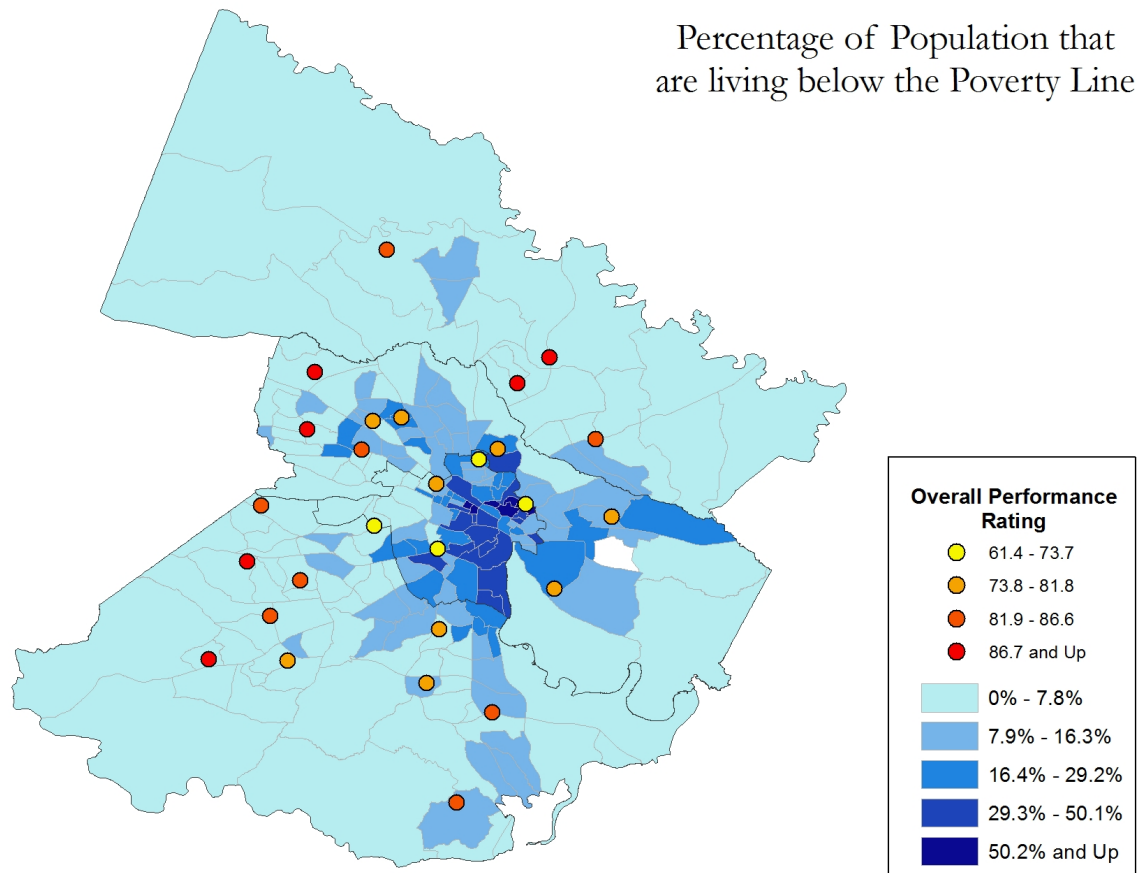 Percentage of Population that
are living below the Poverty Line
Overall Performance
Rating
61.4 - 73.7
73.8 - 81.8
81.9 - 86.6
86.7 and Up
0% - 7.8%
7.9% - 16.3%
16.4% - 29.2%
29.3% - 50.1%
50.2% and Up